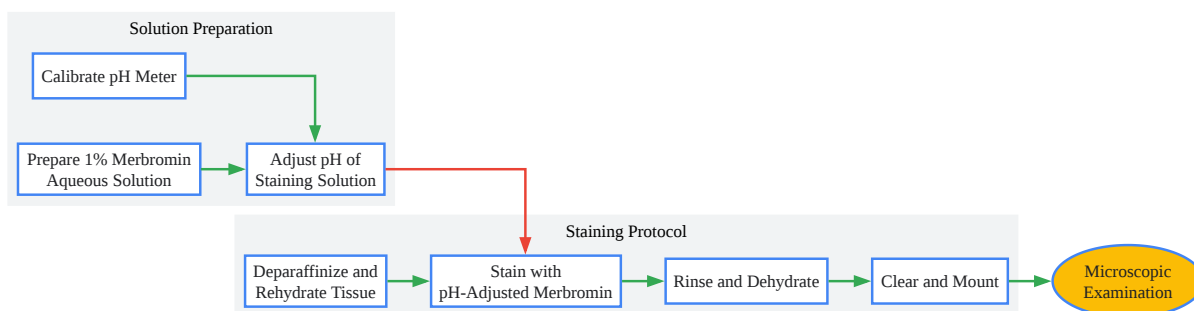 Solution Preparation
Calibrate pH Meter
Prepare 1% Merbromin
Aqueous Solution
Adjust pH of
Staining Solution
Staining Protocol
Deparaffinize and
Rehydrate Tissue
Stain with
pH-Adjusted Merbromin
Rinse and Dehydrate
Clear and Mount
Microscopic
Examination